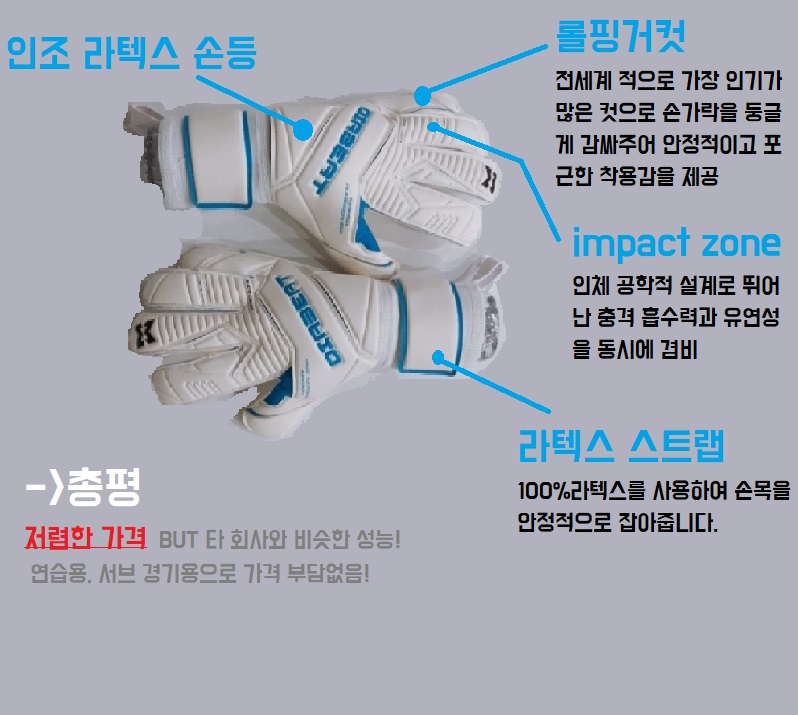 인조 라텍스 손등
롤핑거컷
전세계 적으로 가장 인기가
많은 컷으로 손가락을 둥글
게 감싸주어 안정적이고 포
근한 착용감을 제공
impact zone
인체 공학적 설계로 뛰어
난 충격 흡수력과 유연성
을 동시에 겸비
라텍스 스트랩
100%라텍스를 사용하여 손목을
안정적으로 잡아줍니다.
->총평
저렴한 가격 BUT 타 회사와 비슷한 성능!
연습용, 서브 경기용으로 가격 부담없음!